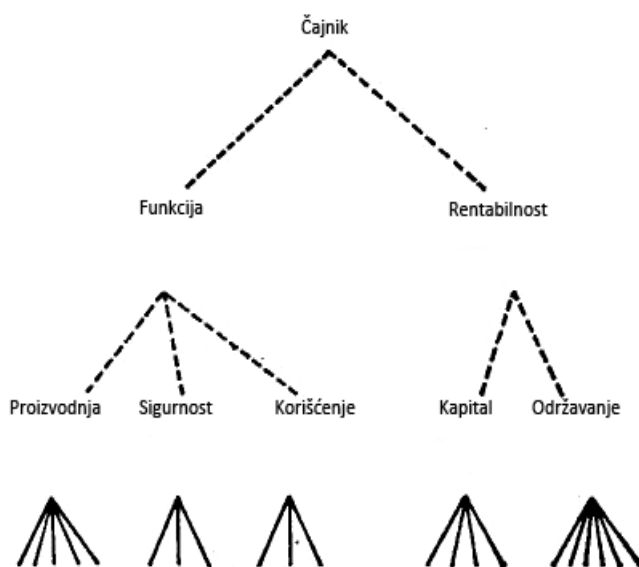 Čajnik
Funkcija
Rentabilnost
Proizvodnja
Sigurnost
Korišćenje
Kapital
Održavanje